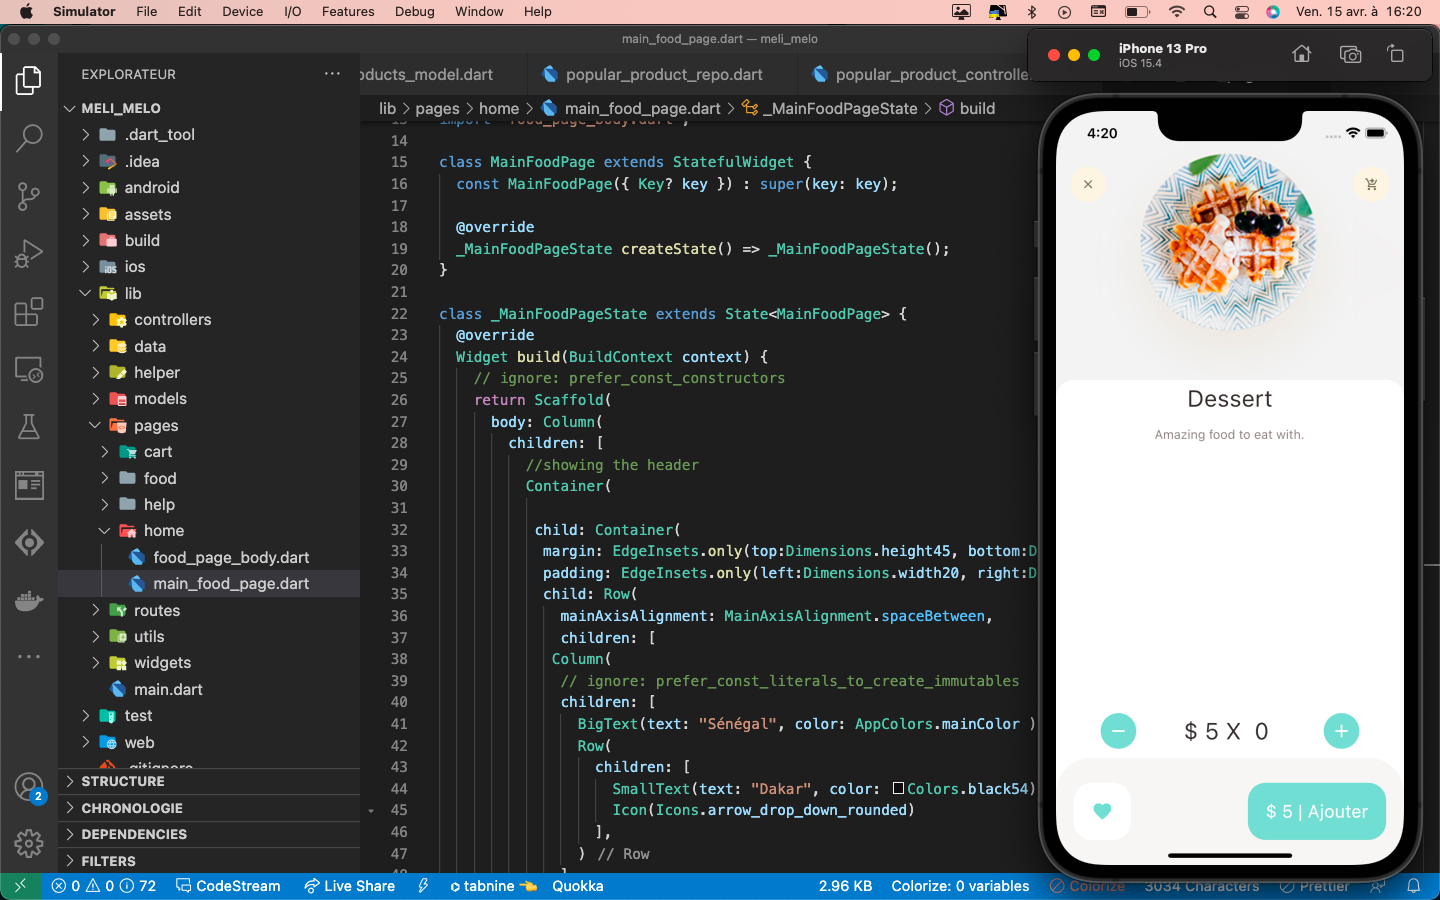 Simulator File Edit Device I/O Features Debug Window Help Ven. 15 avr. à 16:20
main_food_page.dart — meli_melo
iPhone 13 Pro
iOS 15.4
EXPLORATEUR
oducts_model.dart popular_product_repo.dart popular_product_controlle
MELI_MELO
lib > pages > home > main_food_page.dart > _MainFoodPageState > build
.dart_tool
.idea
android
assets
build
ios
lib
controllers
data
helper
models
pages
cart
food
help
home
food_page_body.dart
main_food_page.dart
routes
utils
widgets
main.dart
test
web
.gitignore
STRUCTURE
CHRONOLOGIE
DEPENDENCIES
FILTERS
2
13 import 'food_page_body.dart';
14
15 class MainFoodPage extends StatefulWidget {
16 const MainFoodPage({ Key? key }) : super(key: key);
17
18 @override
19 _MainFoodPageState createState() => _MainFoodPageState();
20 }
21
22 class _MainFoodPageState extends State<MainFoodPage> {
23 @override
24 Widget build(BuildContext context) {
25 // ignore: prefer_const_constructors
26 return Scaffold(
27 body: Column(
28 children: [
29 //showing the header
30 Container(
31
32 child: Container(
33 margin: EdgeInsets.only(top:Dimensions.height45, bottom:D
34 padding: EdgeInsets.only(left:Dimensions.width20, right:D
35 child: Row(
36 mainAxisAlignment: MainAxisAlignment.spaceBetween,
37 children: [
38 Column(
39 // ignore: prefer_const_literals_to_create_immutables
40 children: [
41 BigText(text: "Sénégal", color: AppColors.mainColor )
42 Row(
43 children: [
44 SmallText(text: "Dakar", color: Colors.black54)
45 Icon(Icons.arrow_drop_down_rounded)
46 ],
47 ) // Row
4:20
Dessert
Amazing food to eat with.
$ 5 X 0
$ 5 | Ajouter
0 0 72 CodeStream Live Share tabnine Quokka 2.96 KB Colorize: 0 variables Colorize 3034 Characters Prettier